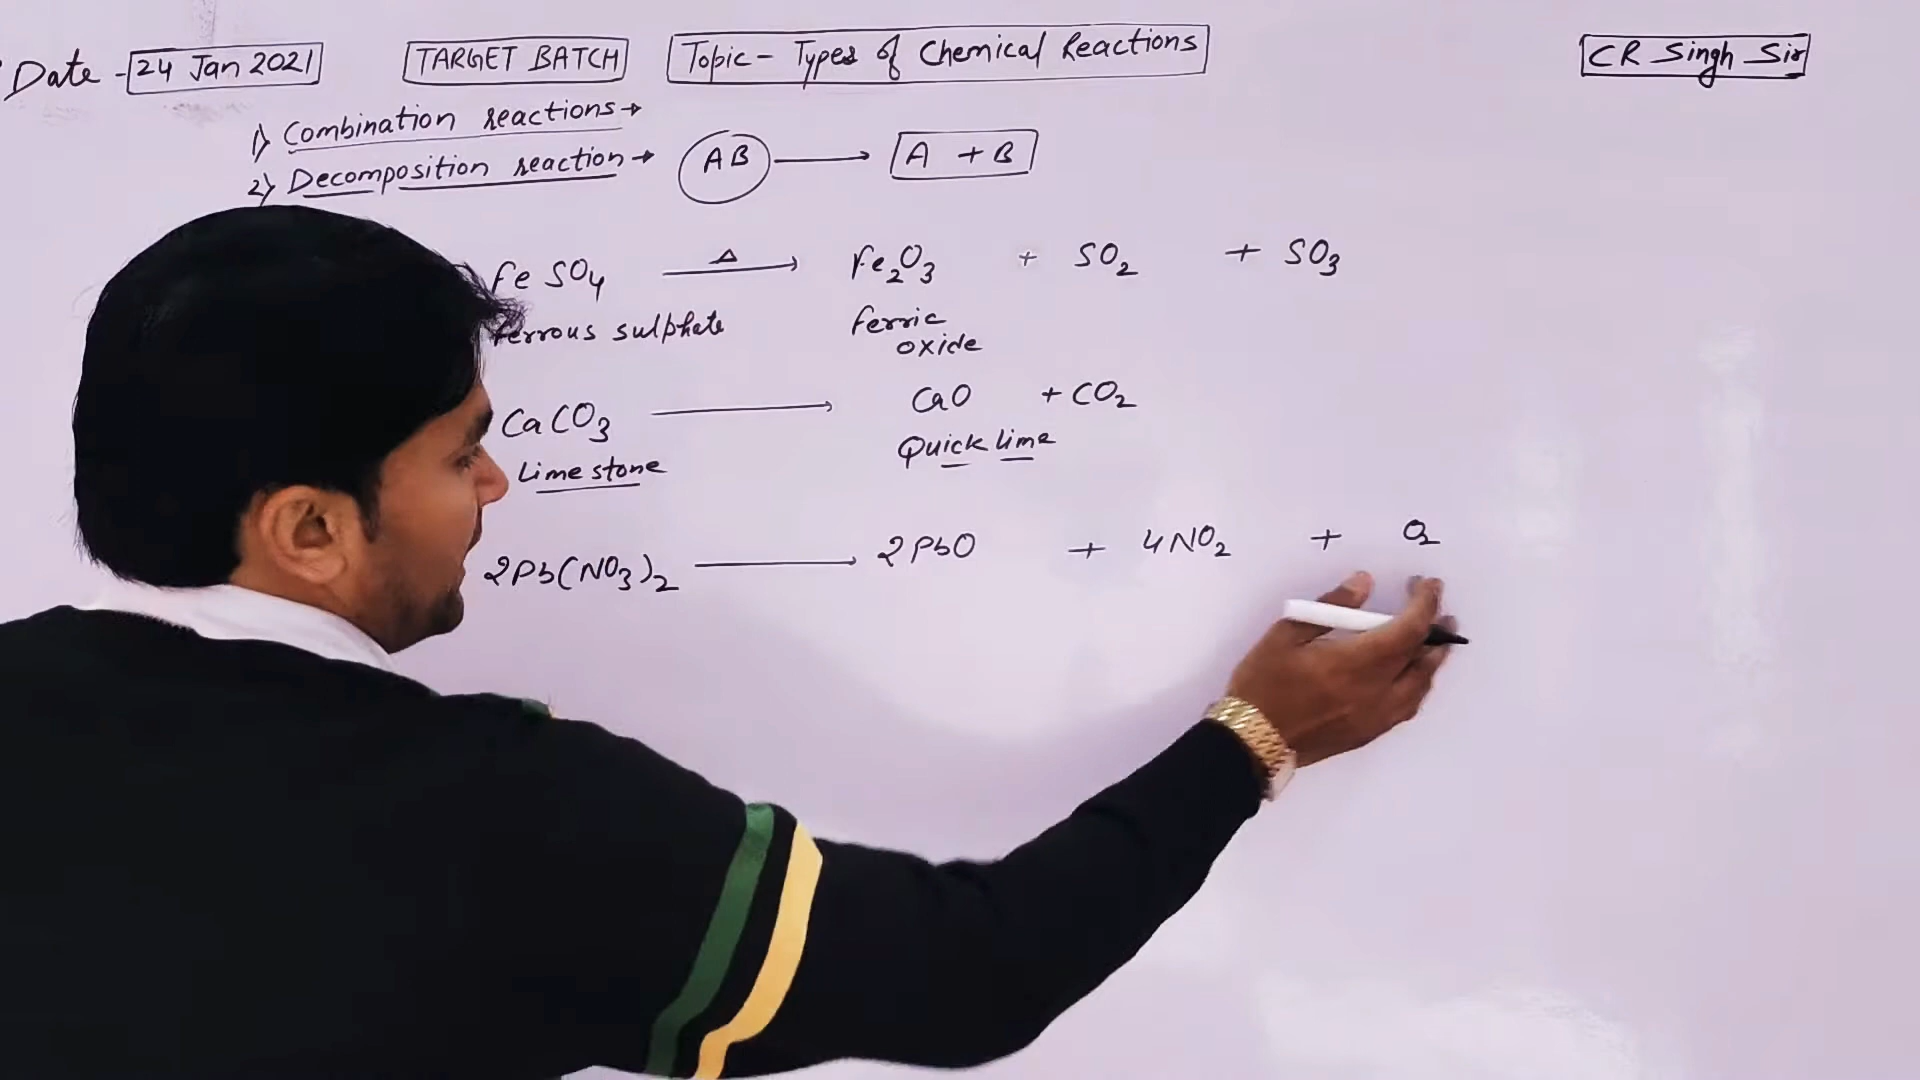 Date - 24 Jan 2021 TARGET BATCH Topic - Types of Chemical Reactions CR Singh Sir
1) Combination reactions →
2) Decomposition reaction → AB → A + B
FeSO4 Δ → Fe2O3 + SO2 + SO3
ferrous sulphate ferric
oxide
CaCO3 → CaO + CO2
Lime stone Quick lime
2Pb(NO3)2 → 2PbO + 4NO2 + O2